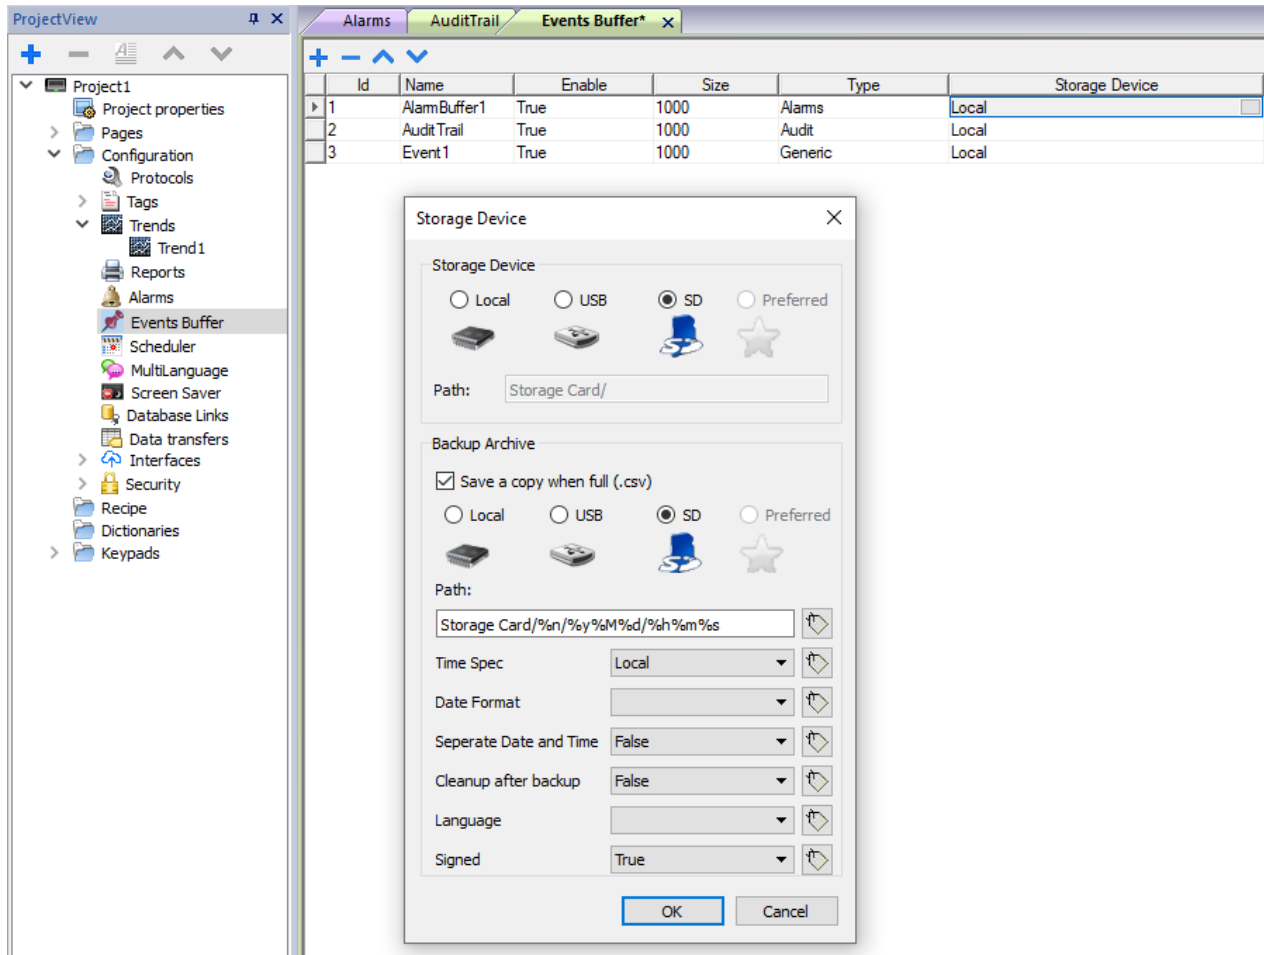 ProjectView
Project1
Project properties
Pages
Configuration
Protocols
Tags
Trends
Trend1
Reports
Alarms
Events Buffer
Scheduler
MultiLanguage
Screen Saver
Database Links
Data transfers
Interfaces
Security
Recipe
Dictionaries
Keypads
Alarms AuditTrail Events Buffer*
Id Name Enable Size Type Storage Device
1 AlarmBuffer1 True 1000 Alarms Local
2 AuditTrail True 1000 Audit Local
3 Event1 True 1000 Generic Local
Storage Device
Storage Device
Local USB SD Preferred
Path: Storage Card/
Backup Archive
Save a copy when full (.csv)
Local USB SD Preferred
Path:
Storage Card/%n/%y%M%d/%h%m%s
Time Spec Local
Date Format
Seperate Date and Time False
Cleanup after backup False
Language
Signed True
OK Cancel